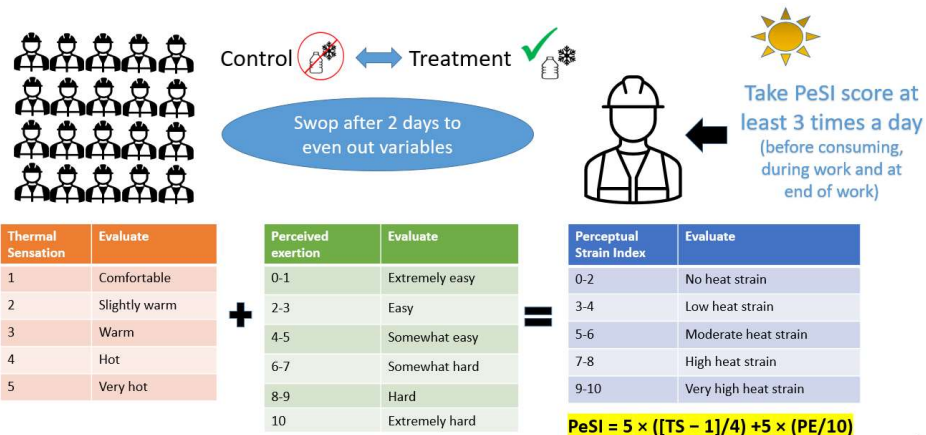 Control
Treatment
Swop after 2 days to
even out variables
Take PeSI score at
least 3 times a day
(before consuming,
during work and at
end of work)
Thermal Sensation Evaluate
1 Comfortable
2 Slightly warm
3 Warm
4 Hot
5 Very hot
+
Perceived exertion Evaluate
0-1 Extremely easy
2-3 Easy
4-5 Somewhat easy
6-7 Somewhat hard
8-9 Hard
10 Extremely hard
=
Perceptual Strain Index Evaluate
0-2 No heat strain
3-4 Low heat strain
5-6 Moderate heat strain
7-8 High heat strain
9-10 Very high heat strain
PeSI = 5 × ([TS − 1]/4) +5 × (PE/10)